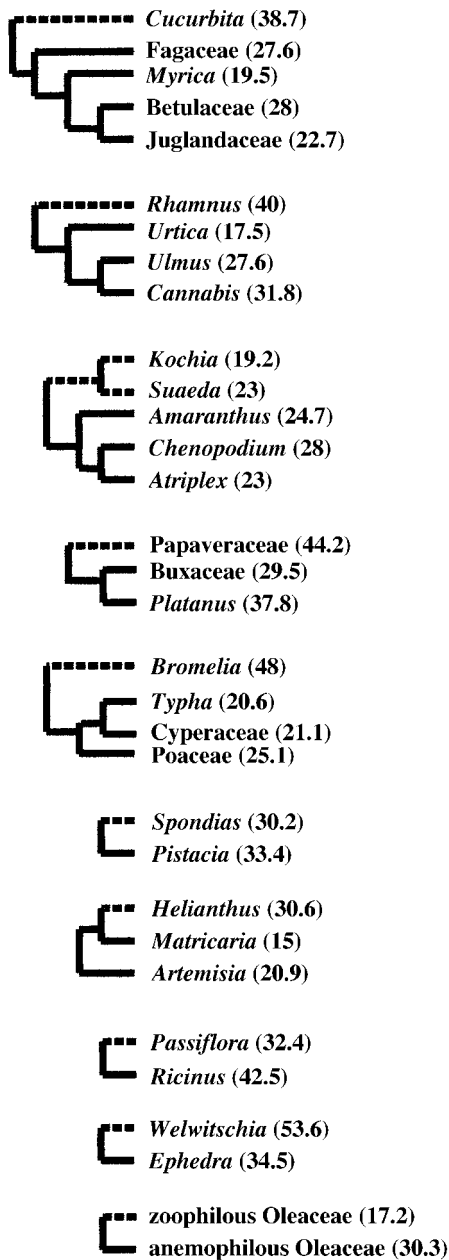 Cucurbita (38.7)
Fagaceae (27.6)
Myrica (19.5)
Betulaceae (28)
Juglandaceae (22.7)
Rhamnus (40)
Urtica (17.5)
Ulmus (27.6)
Cannabis (31.8)
Kochia (19.2)
Suaeda (23)
Amaranthus (24.7)
Chenopodium (28)
Atriplex (23)
Papaveraceae (44.2)
Buxaceae (29.5)
Platanus (37.8)
Bromelia (48)
Typha (20.6)
Cyperaceae (21.1)
Poaceae (25.1)
Spondias (30.2)
Pistacia (33.4)
Helianthus (30.6)
Matricaria (15)
Artemisia (20.9)
Passiflora (32.4)
Ricinus (42.5)
Welwitschia (53.6)
Ephedra (34.5)
zoophilous Oleaceae (17.2)
anemophilous Oleaceae (30.3)